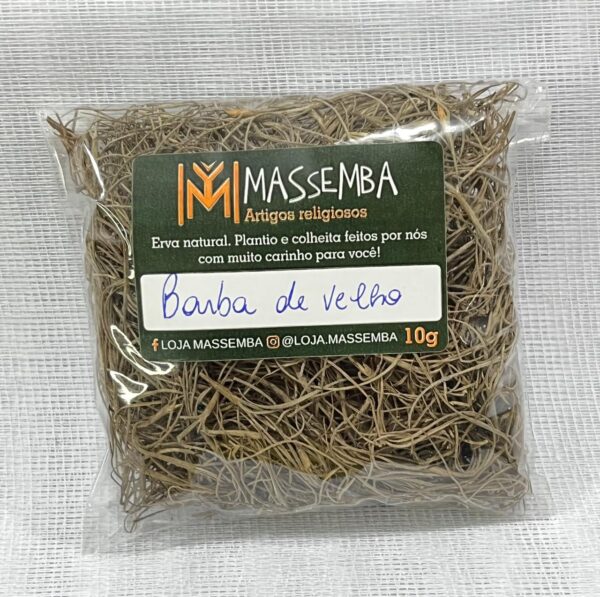 MASSEMBA
Artigos religiosos
Erva natural. Plantio e colheita feitos por nós
com muito carinho para você!
Barba de velho
LOJA MASSEMBA @LOJA.MASSEMBA 10g